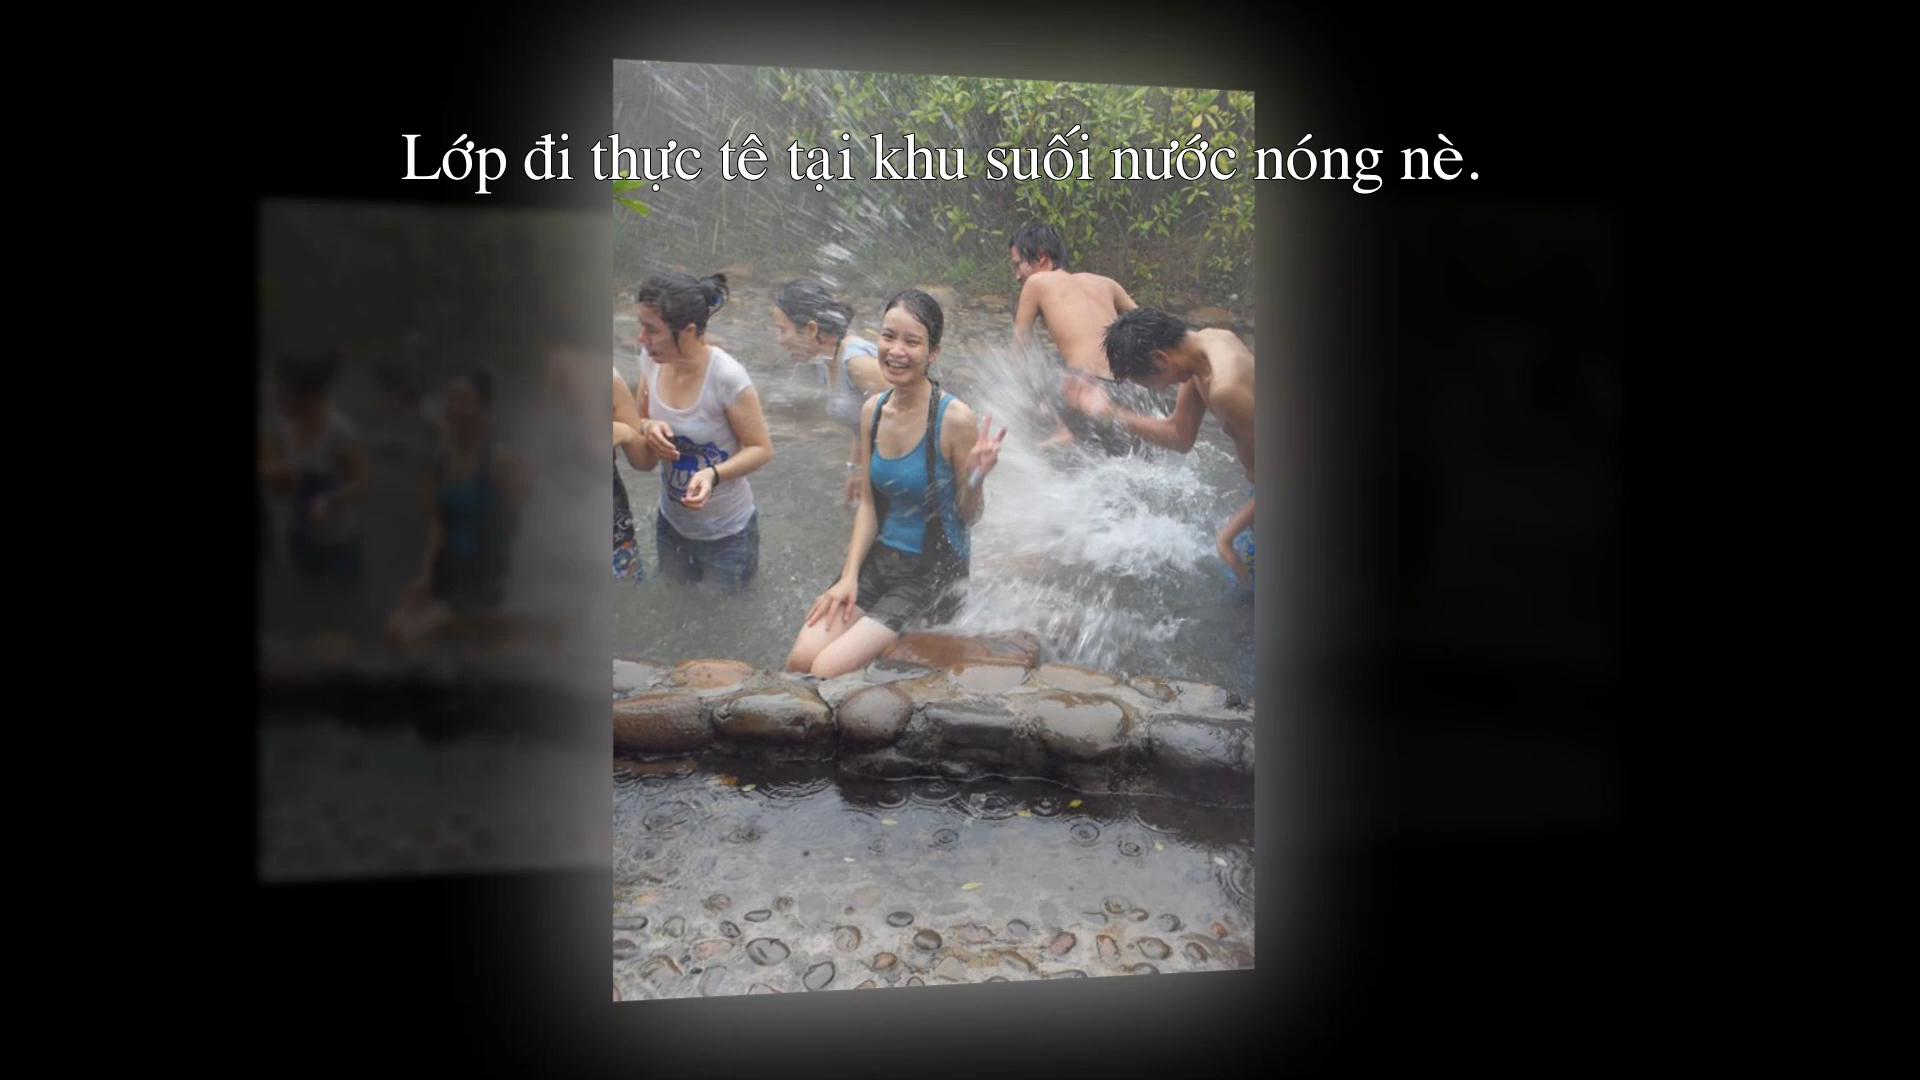 Lớp đi thực tê tại khu suối nước nóng nè.